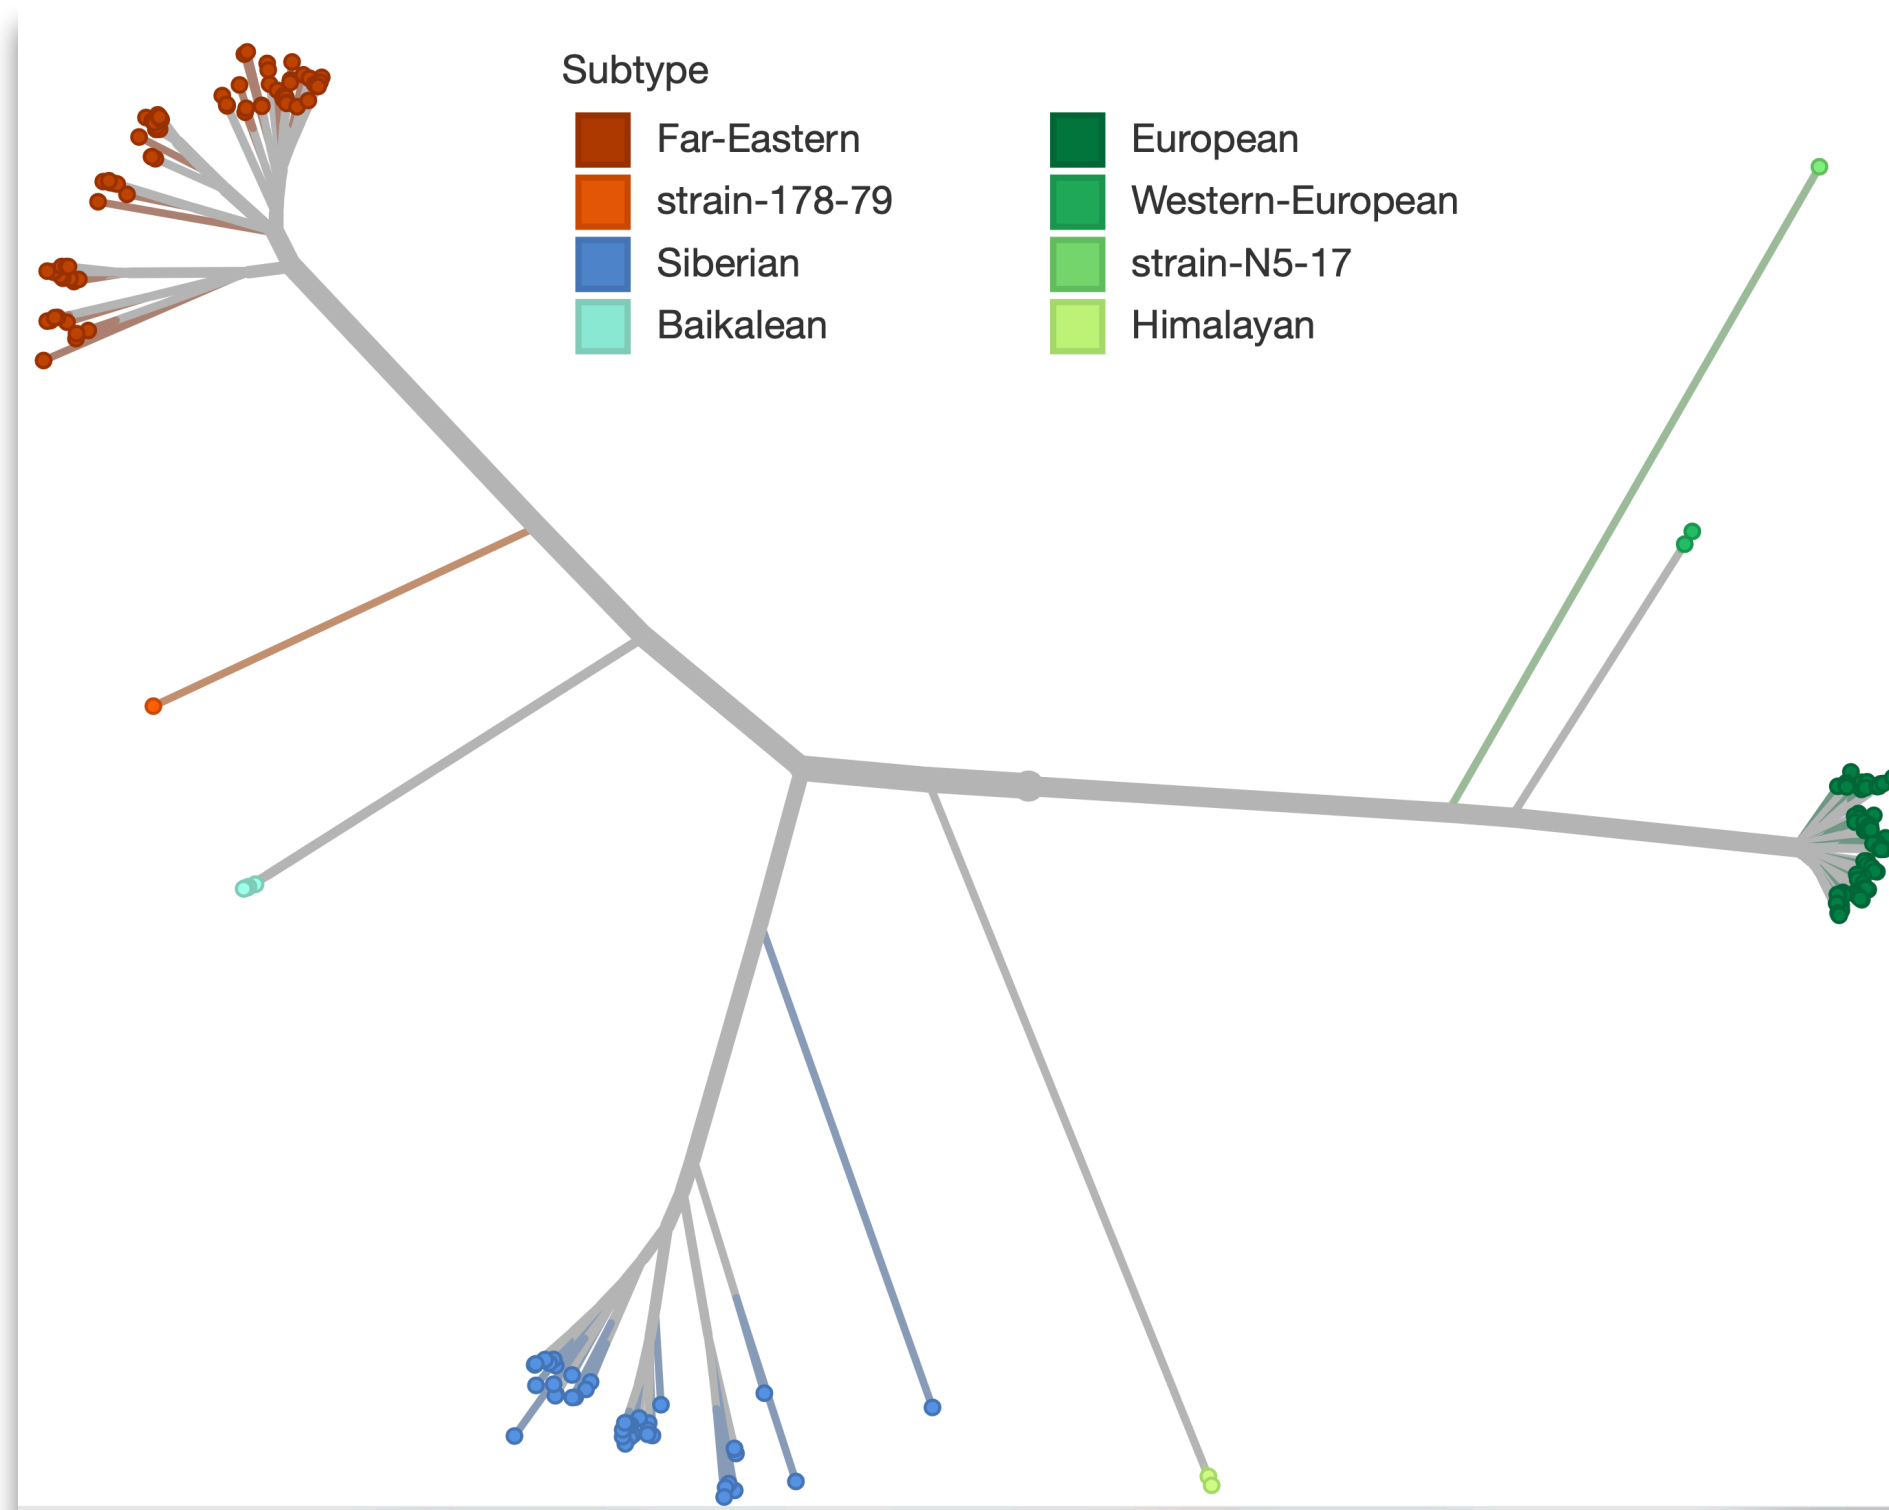 Subtype
Far-Eastern
strain-178-79
Siberian
Baikalean
European
Western-European
strain-N5-17
Himalayan